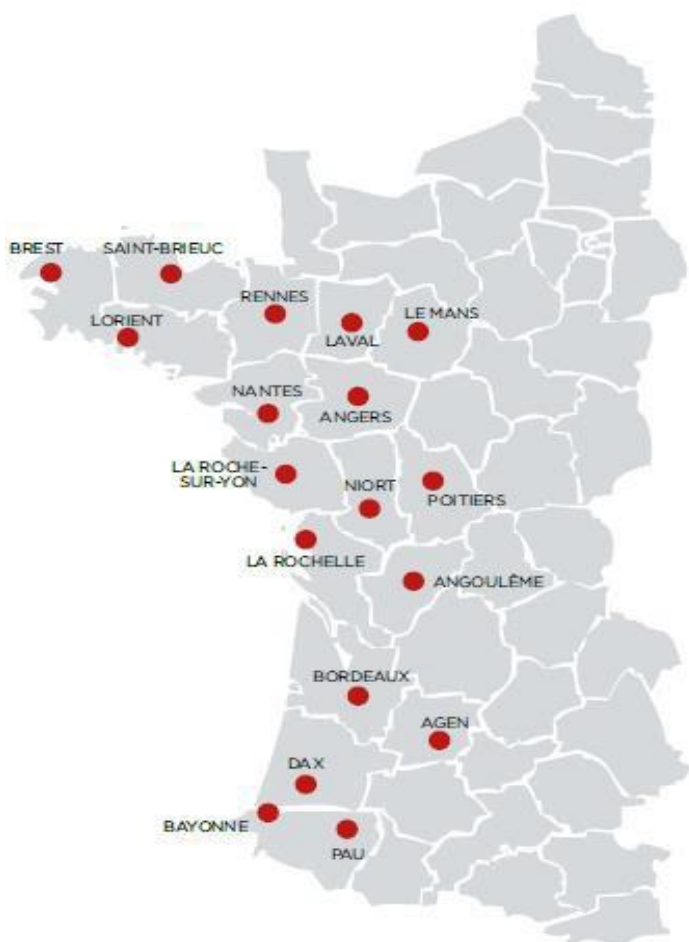 BREST
SAINT-BRIEUC
RENNES
LE MANS
LORIENT
LAVAL
NANTES
ANGERS
LA ROCHE-
SUR-YON
NIORT
POITIERS
LA ROCHELLE
ANGOULÊME
BORDEAUX
AGEN
DAX
BAYONNE
PAU